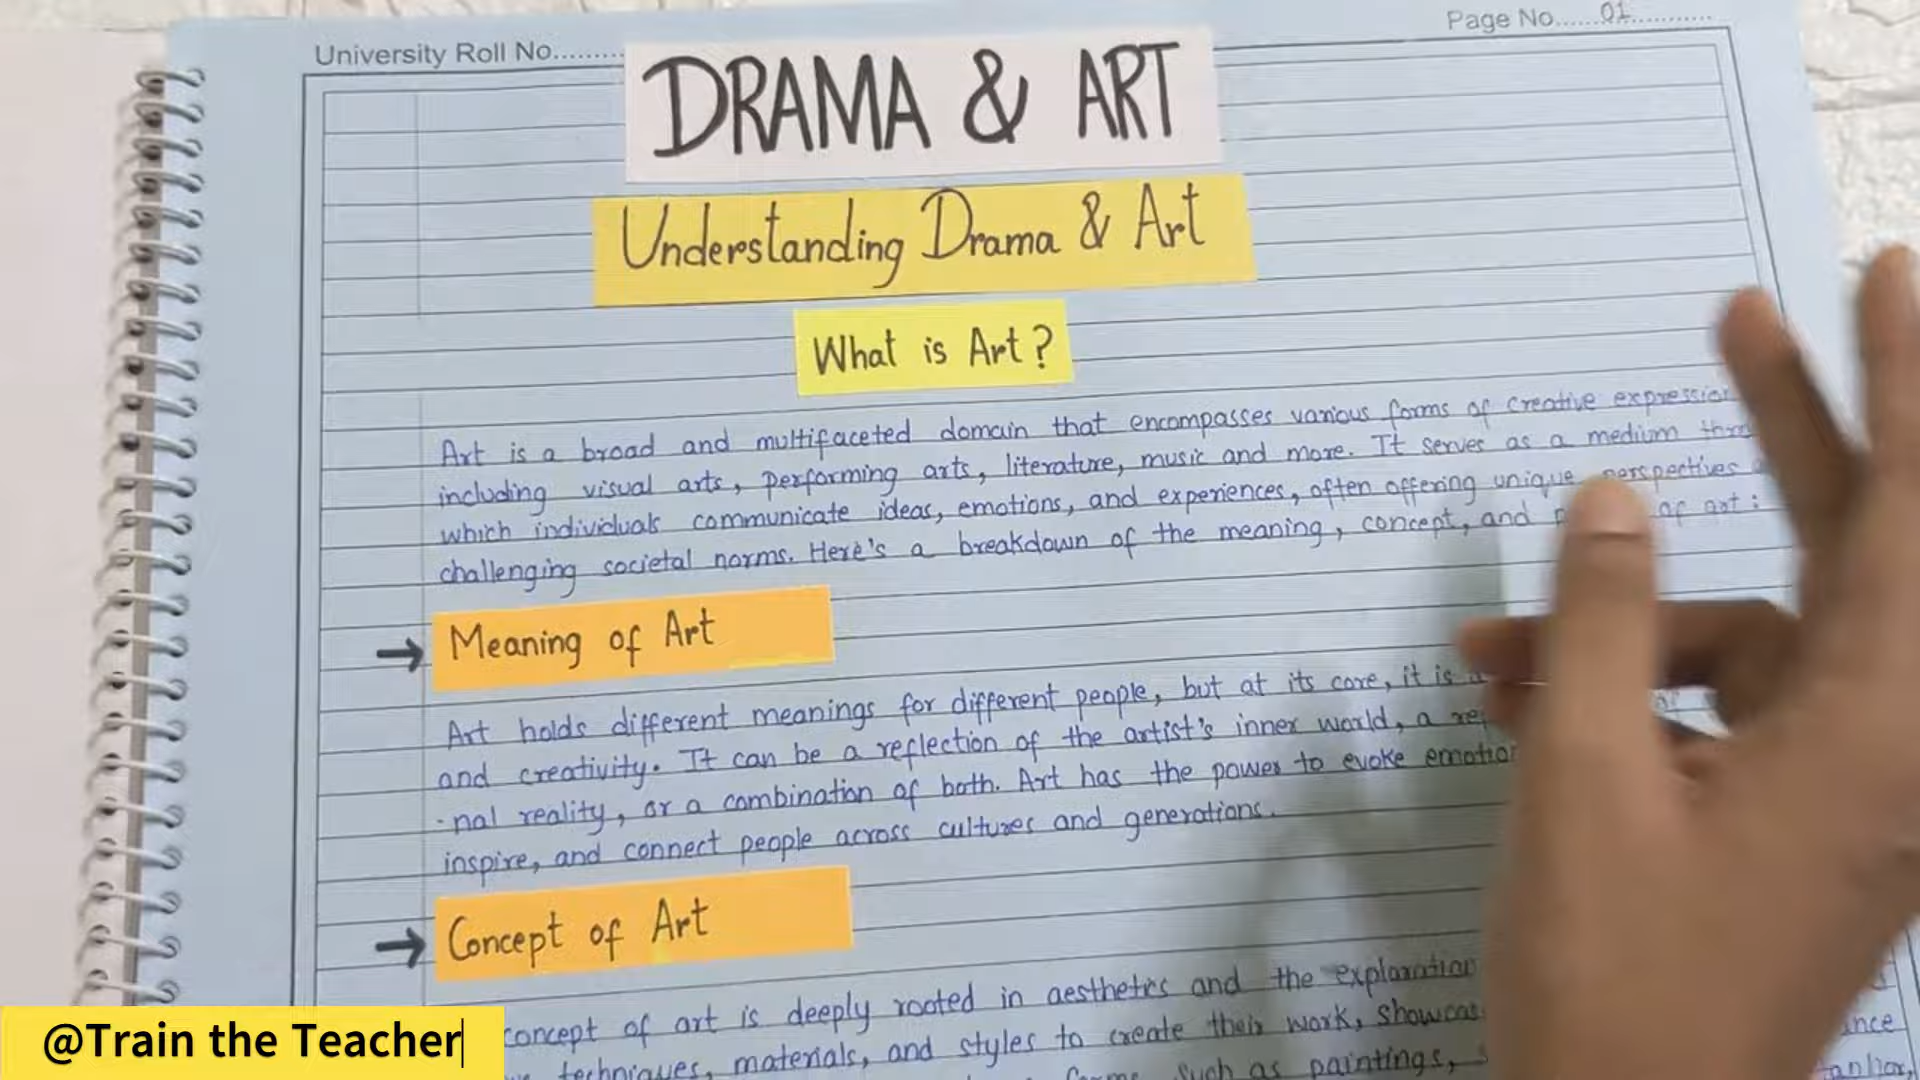 University Roll No..........
Page No......01............
DRAMA & ART
Understanding Drama & Art
What is Art?
Art is a broad and multifaceted domain that encompasses various forms of creative expression
including visual arts, performing arts, literature, music and more. It serves as a medium
which individuals communicate ideas, emotions, and experiences, often offering unique perspectives
challenging societal norms. Here's a breakdown of the meaning, concept, and of art:
→ Meaning of Art
Art holds different meanings for different people, but at its core, it is
and creativity. It can be a reflection of the artist's inner world, a
-nal reality, or a combination of both. Art has the power to evoke
inspire, and connect people across cultures and generations.
→ Concept of Art
concept of art is deeply rooted in aesthetics and the exploration
techniques, materials, and styles to create their work,
such as paintings,
@Train the Teacher